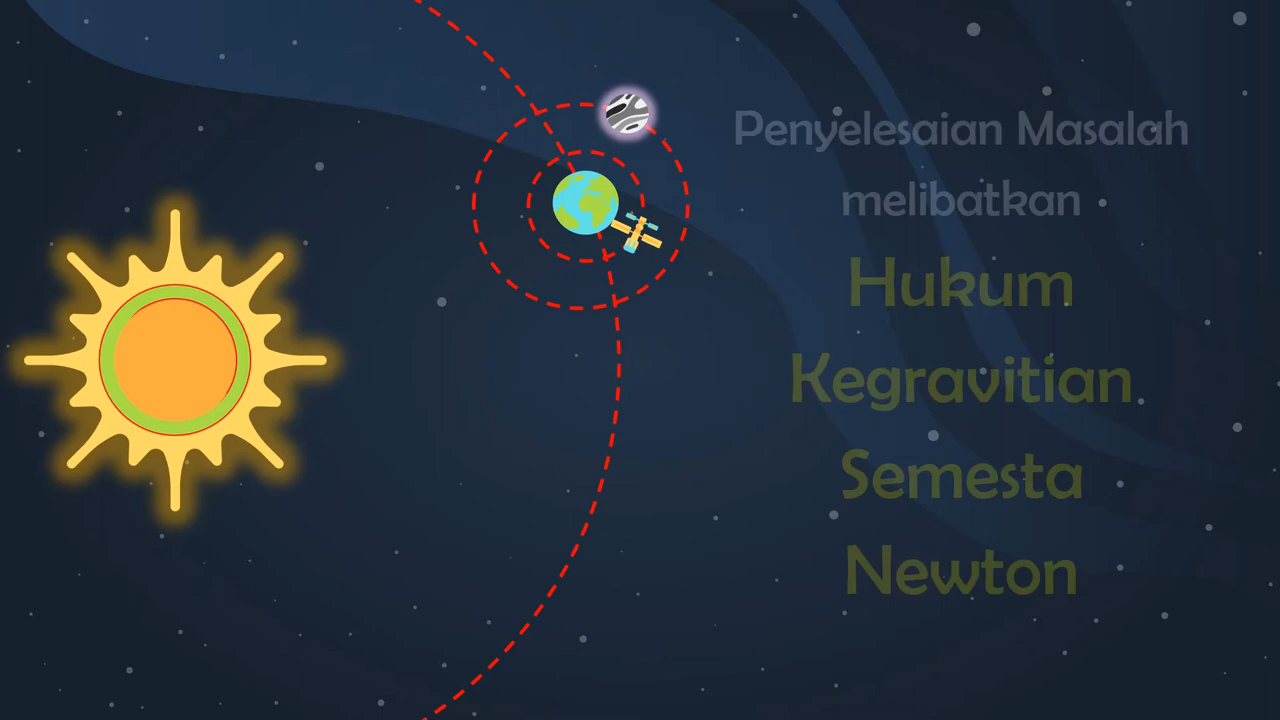 Penyelesaian Masalah
melibatkan
Hukum
Kegravitian
Semesta
Newton